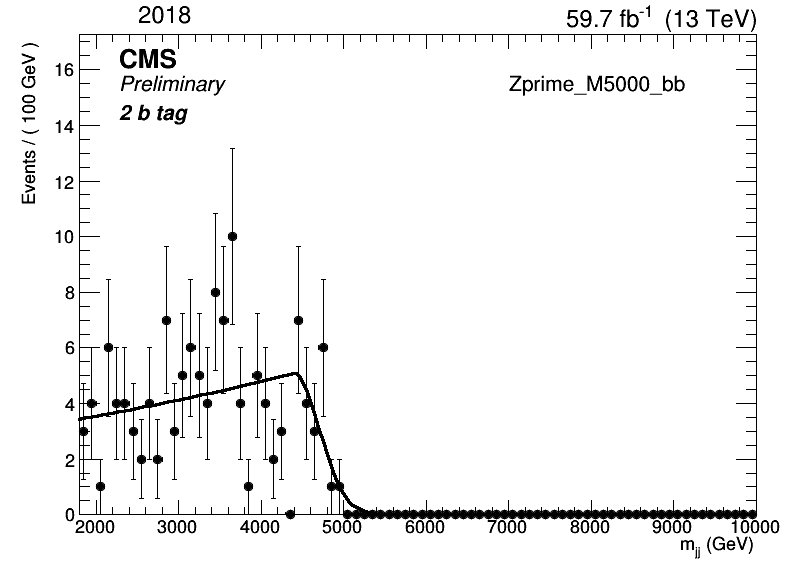 2018
59.7 fb-1 (13 TeV)
CMS
Preliminary
2 b tag
Zprime_M5000_bb
Events / ( 100 GeV )
16
14
12
10
8
6
4
2
0
2000 3000 4000 5000 6000 7000 8000 9000 10000
mjj (GeV)